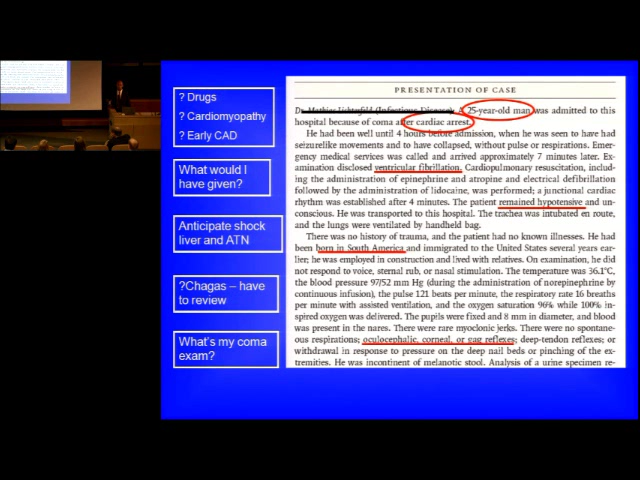 ? Drugs
? Cardiomyopathy
? Early CAD
What would I
have given?
Anticipate shock
liver and ATN
?Chagas – have
to review
What's my coma
exam?
PRESENTATION OF CASE
Dr. Mathias Lichterfeld (Infectious Disease): A 25-year-old man was admitted to this
hospital because of coma after cardiac arrest.
He had been well until 4 hours before admission, when he was seen to have had
seizurelike movements and to have collapsed, without pulse or respirations. Emer-
gency medical services was called and arrived approximately 7 minutes later. Ex-
amination disclosed ventricular fibrillation. Cardiopulmonary resuscitation, includ-
ing the administration of epinephrine and atropine and electrical defibrillation
followed by the administration of lidocaine, was performed; a junctional cardiac
rhythm was established after 4 minutes. The patient remained hypotensive and un-
conscious. He was transported to this hospital. The trachea was intubated en route,
and the lungs were ventilated by handheld bag.
There was no history of trauma, and the patient had no known illnesses. He had
been born in South America and immigrated to the United States several years ear-
lier; he was employed in construction and lived with relatives. On examination, he did
not respond to voice, sternal rub, or nasal stimulation. The temperature was 36.1°C,
the blood pressure 97/52 mm Hg (during the administration of norepinephrine by
continuous infusion), the pulse 121 beats per minute, the respiratory rate 16 breaths
per minute with assisted ventilation, and the oxygen saturation 96% while 100% in-
spired oxygen was delivered. The pupils were fixed and 8 mm in diameter, and blood
was present in the nares. There were rare myoclonic jerks. There were no spontane-
ous respirations; oculocephalic, corneal, or gag reflexes; deep-tendon reflexes; or
withdrawal in response to pressure on the deep nail beds or pinching of the ex-
tremities. He was incontinent of melanotic stool. Analysis of a urine specimen re-